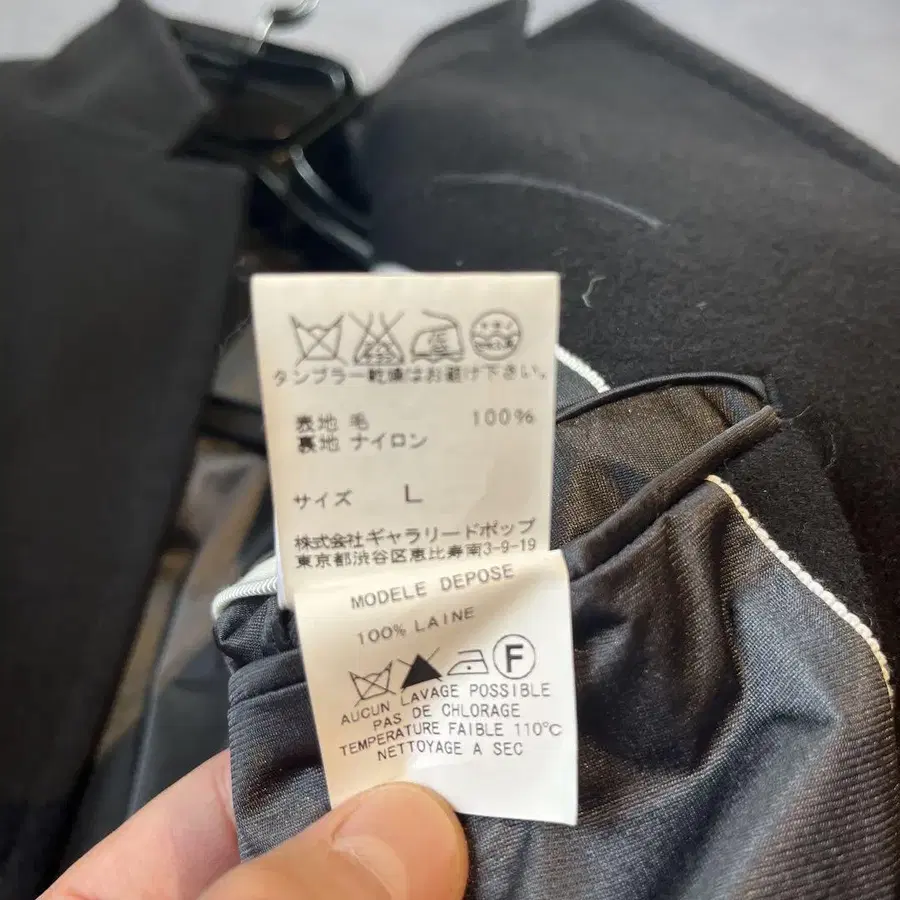 タンブラー乾燥はお避け下さい。
表地 毛 100%
裏地 ナイロン
サイズ L
株式会社ギャラリードポップ
東京都渋谷区恵比寿南3-9-19
MODELE DEPOSE
100% LAINE
F
AUCUN LAVAGE POSSIBLE
PAS DE CHLORAGE
TEMPERATURE FAIBLE 110°C
NETTOYAGE A SEC